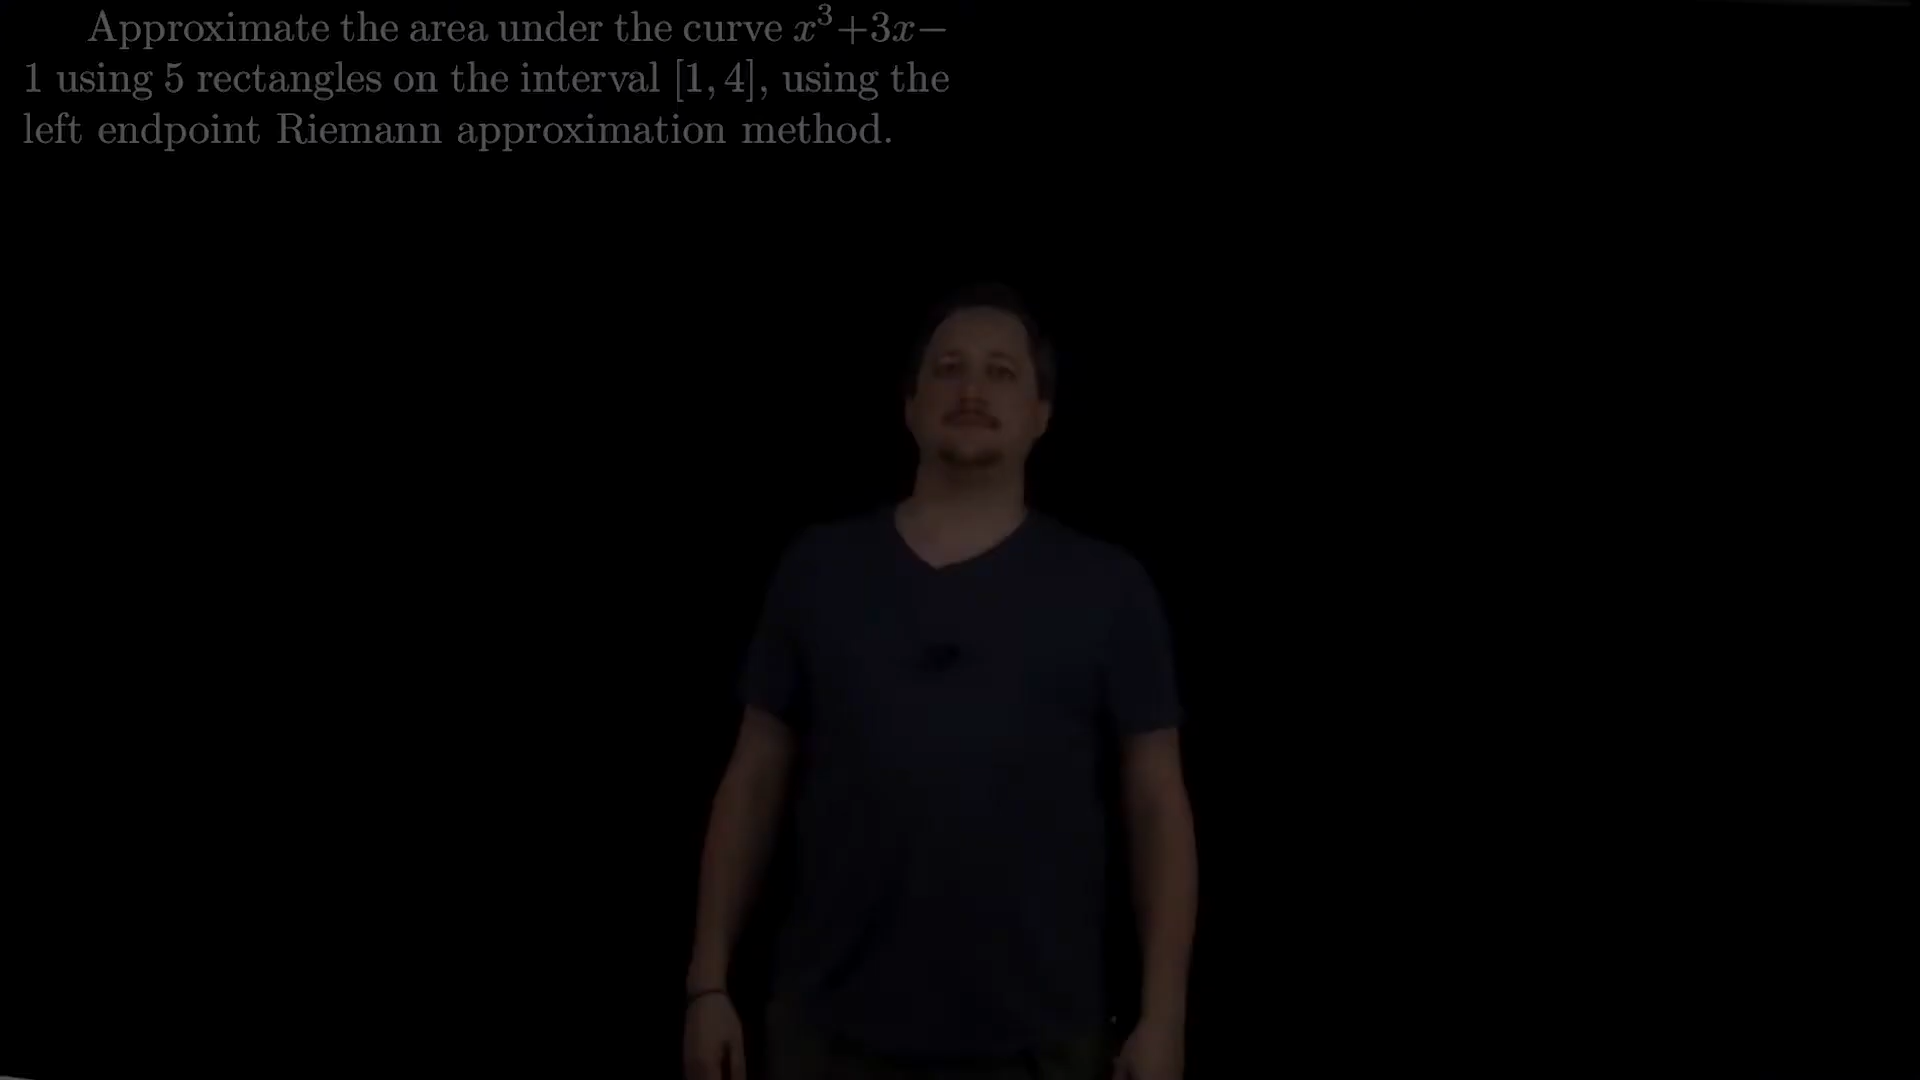 Approximate the area under the curve x³+3x−
1 using 5 rectangles on the interval [1, 4], using the
left endpoint Riemann approximation method.